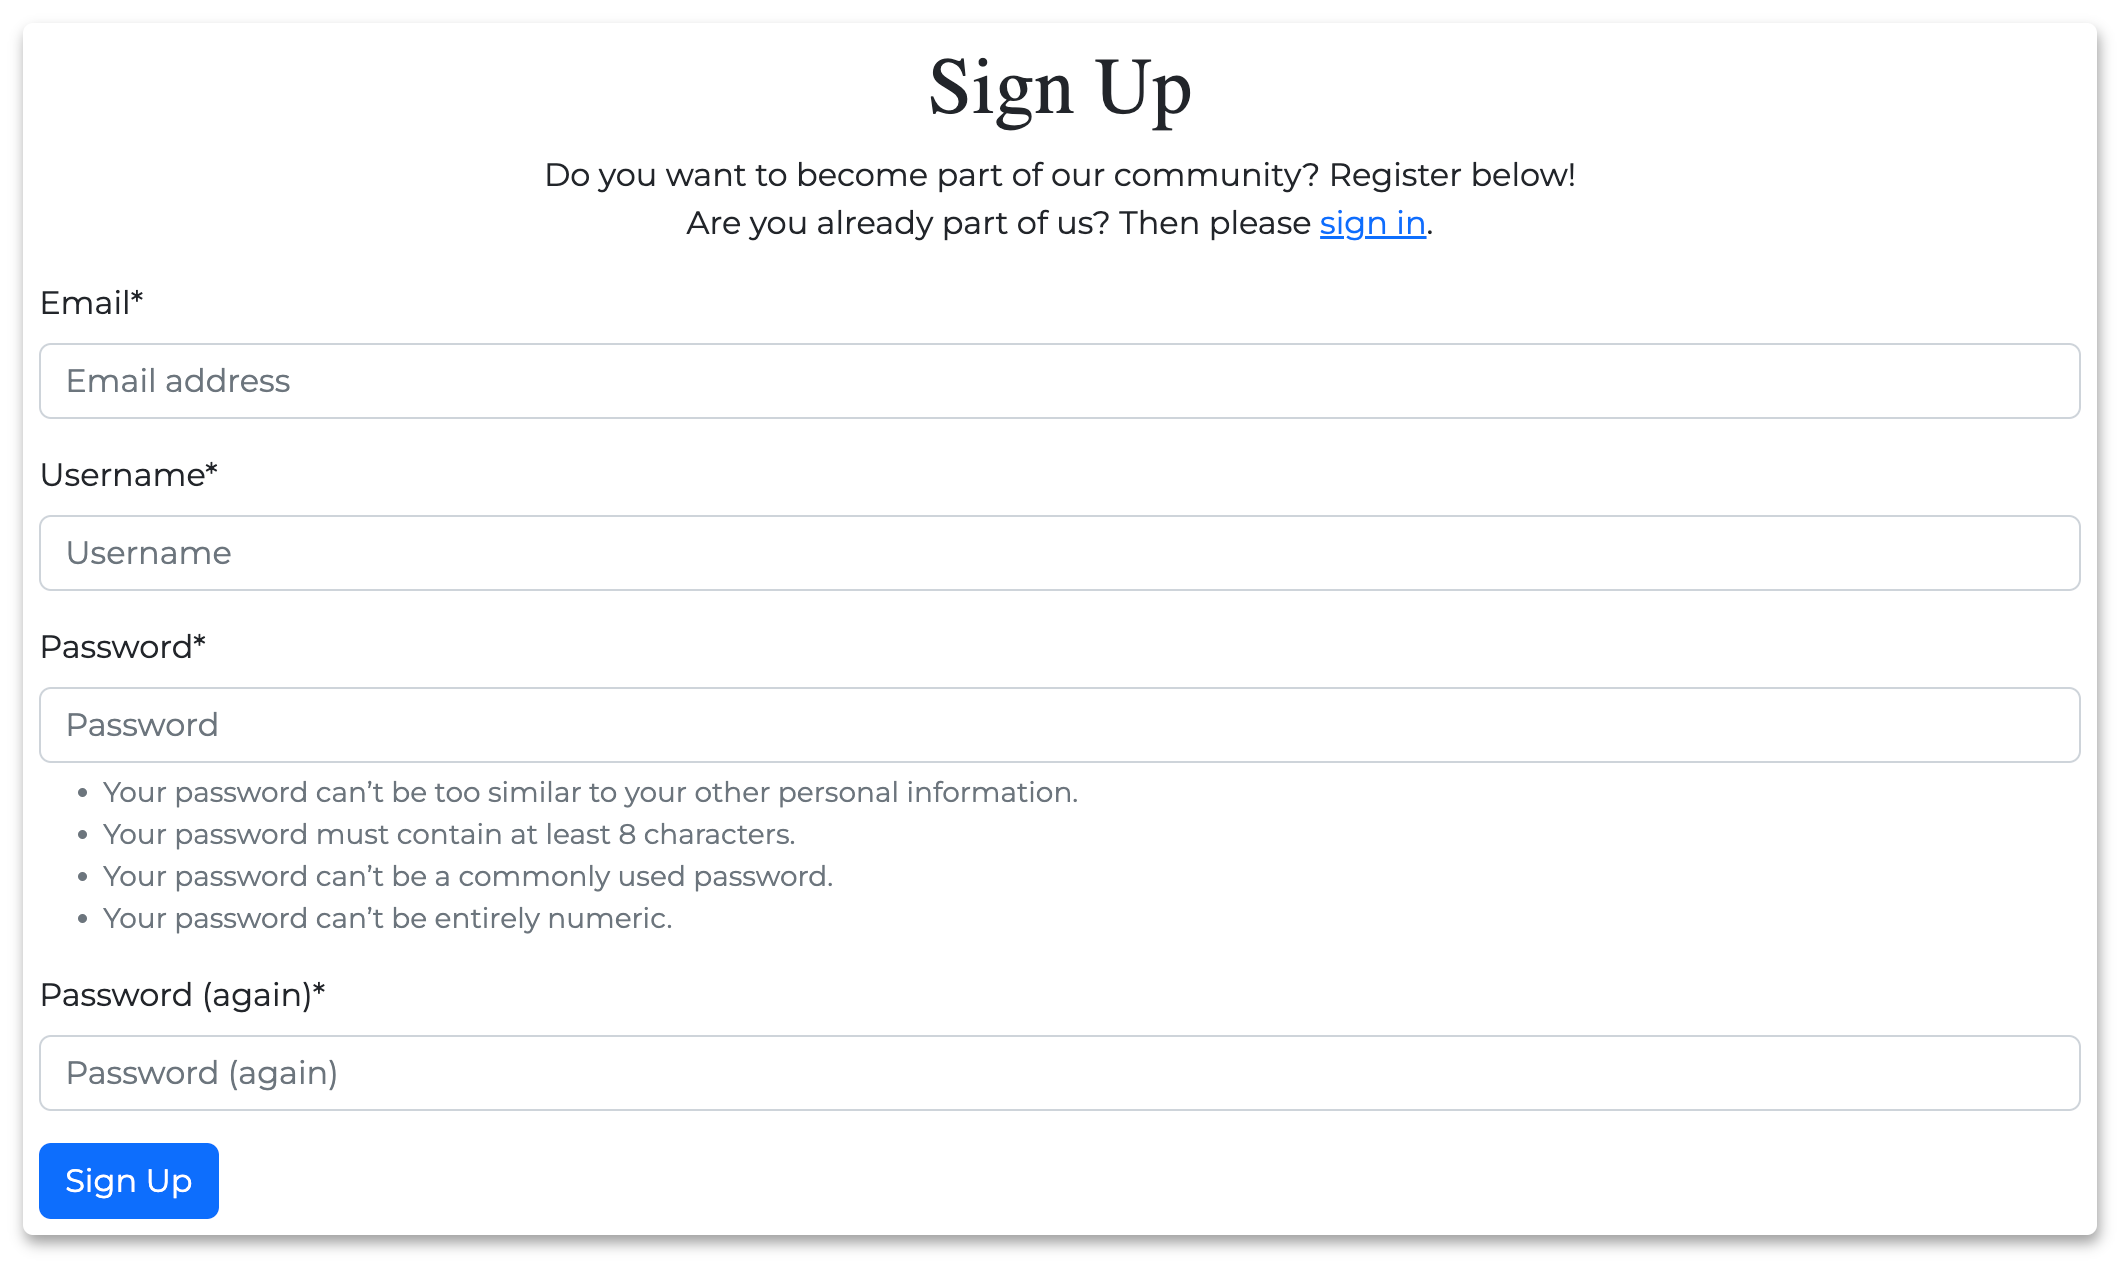 Sign Up
Do you want to become part of our community? Register below!
Are you already part of us? Then please sign in.
Email*
Email address
Username*
Username
Password*
Password
• Your password can’t be too similar to your other personal information.
• Your password must contain at least 8 characters.
• Your password can’t be a commonly used password.
• Your password can’t be entirely numeric.
Password (again)*
Password (again)
Sign Up